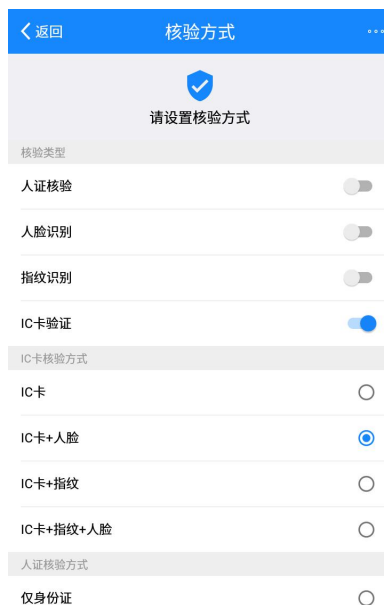 返回
核验方式
请设置核验方式
核验类型
人证核验
人脸识别
指纹识别
IC卡验证
IC卡核验方式
IC卡
IC卡+人脸
IC卡+指纹
IC卡+指纹+人脸
人证核验方式
仅身份证